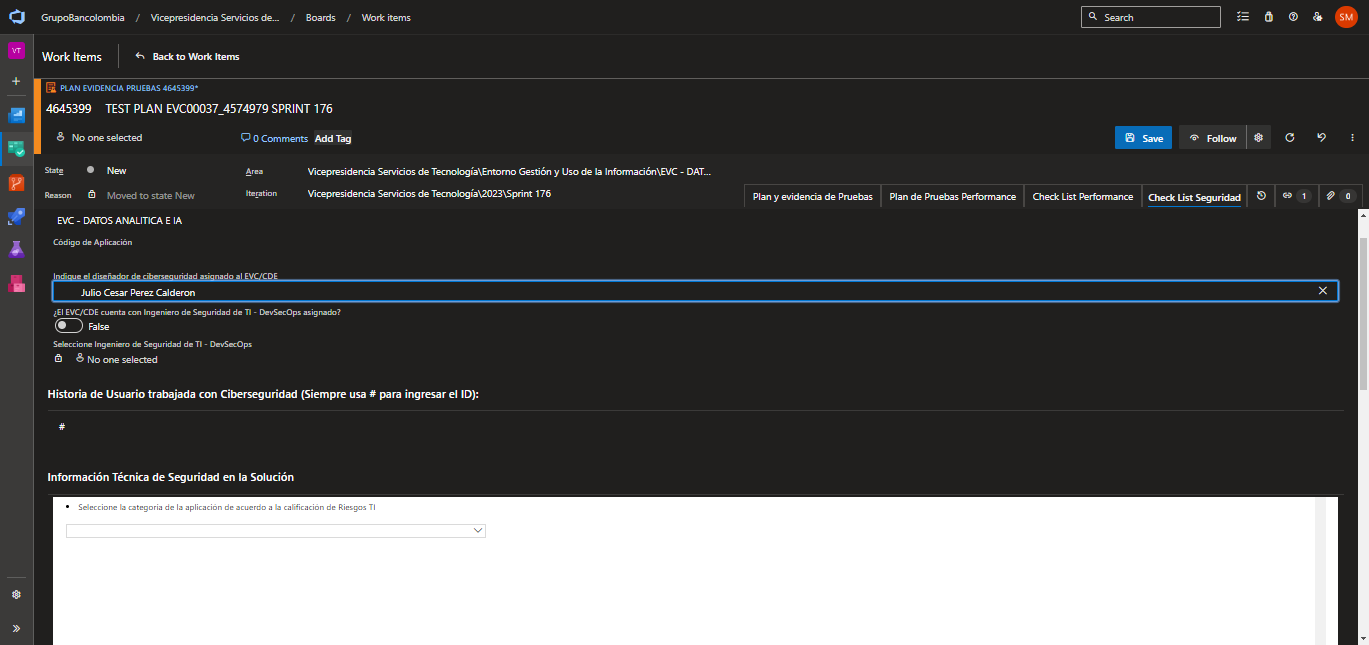 GrupoBancolombia / Vicepresidencia Servicios de... / Boards / Work items
Search
SM
VT
Work Items
Back to Work Items
PLAN EVIDENCIA PRUEBAS 4645399*
4645399 TEST PLAN EVC00037_4574979 SPRINT 176
No one selected
0 Comments
Add Tag
Save
Follow
State
New
Area
Vicepresidencia Servicios de Tecnología\Entorno Gestión y Uso de la Información\EVC - DAT...
Reason
Moved to state New
Iteration
Vicepresidencia Servicios de Tecnología\2023\Sprint 176
Plan y evidencia de Pruebas
Plan de Pruebas Performance
Check List Performance
Check List Seguridad
1
0
EVC - DATOS ANALITICA E IA
Código de Aplicación
Indique el diseñador de ciberseguridad asignado al EVC/CDE
Julio Cesar Perez Calderon
¿El EVC/CDE cuenta con Ingeniero de Seguridad de TI - DevSecOps asignado?
False
Seleccione Ingeniero de Seguridad de TI - DevSecOps
No one selected
Historia de Usuario trabajada con Ciberseguridad (Siempre usa # para ingresar el ID):
#
Información Técnica de Seguridad en la Solución
• Seleccione la categoria de la aplicación de acuerdo a la calificación de Riesgos TI